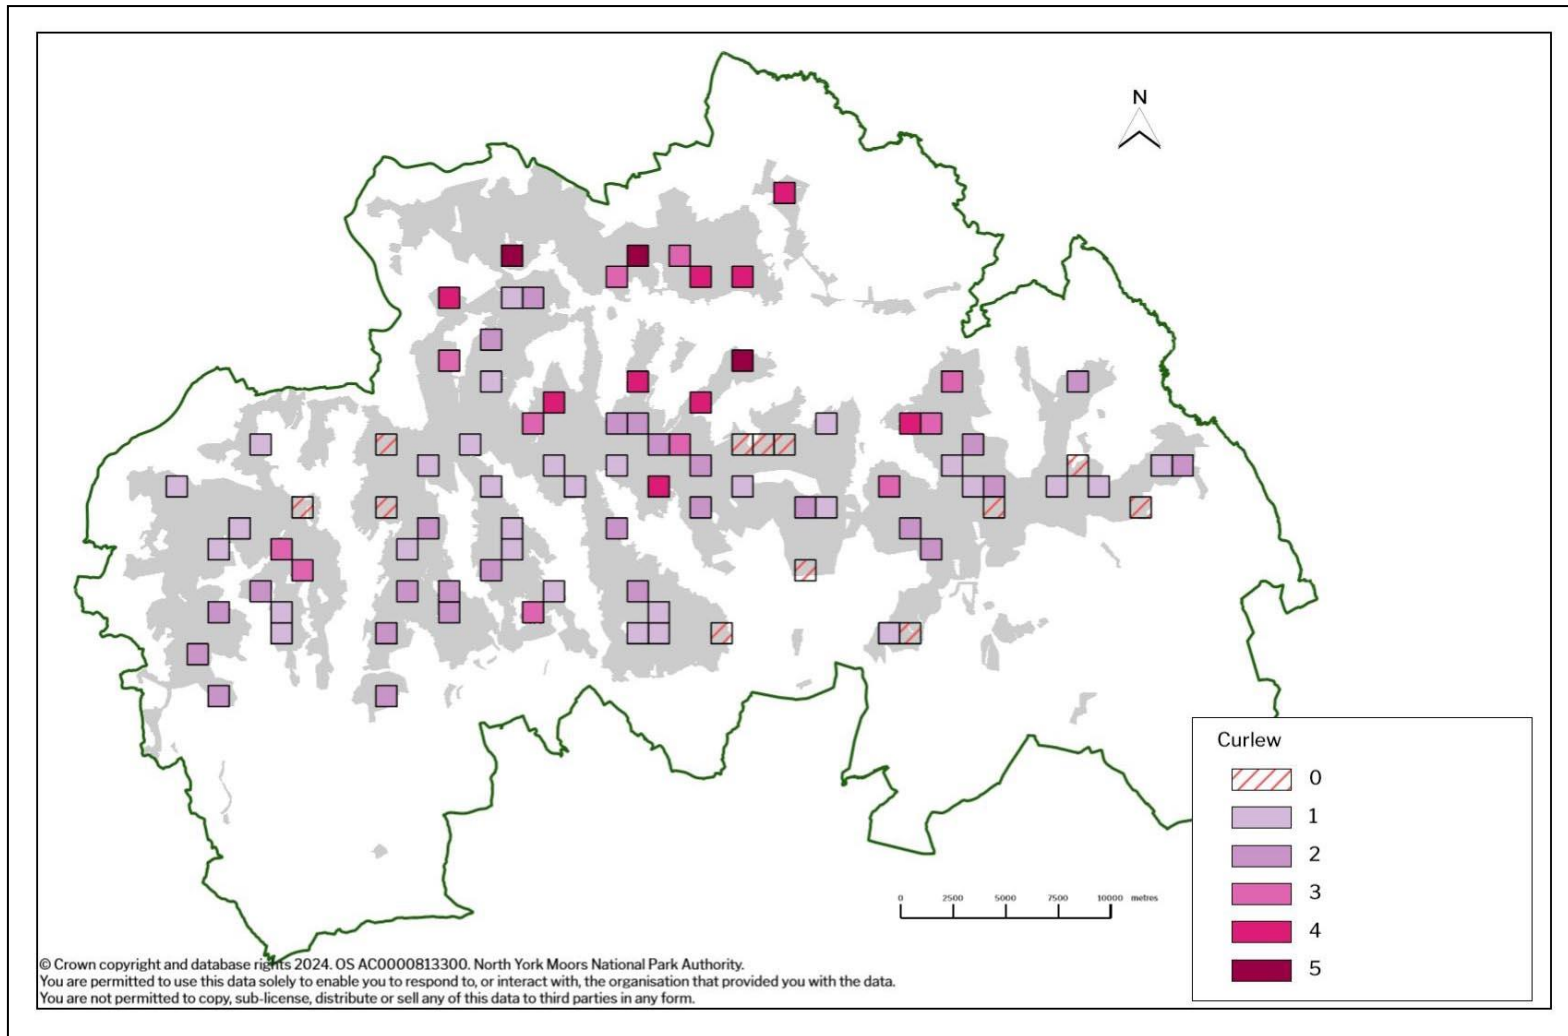 N
Curlew
0
1
2
3
4
5
0 2500 5000 7500 10000 metres
© Crown copyright and database rights 2024. OS AC0000813300. North York Moors National Park Authority.
You are permitted to use this data solely to enable you to respond to, or interact with, the organisation that provided you with the data.
You are not permitted to copy, sub-license, distribute or sell any of this data to third parties in any form.